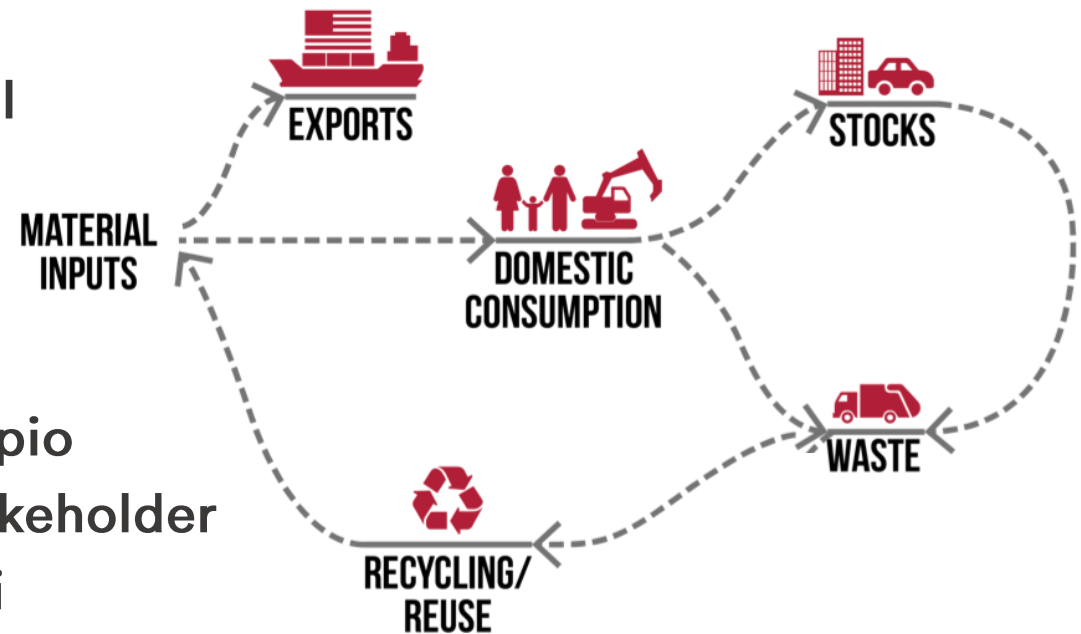 l
EXPORTS
STOCKS
MATERIAL
INPUTS
DOMESTIC
CONSUMPTION
pio
WASTE
keholder
i
RECYCLING/
REUSE